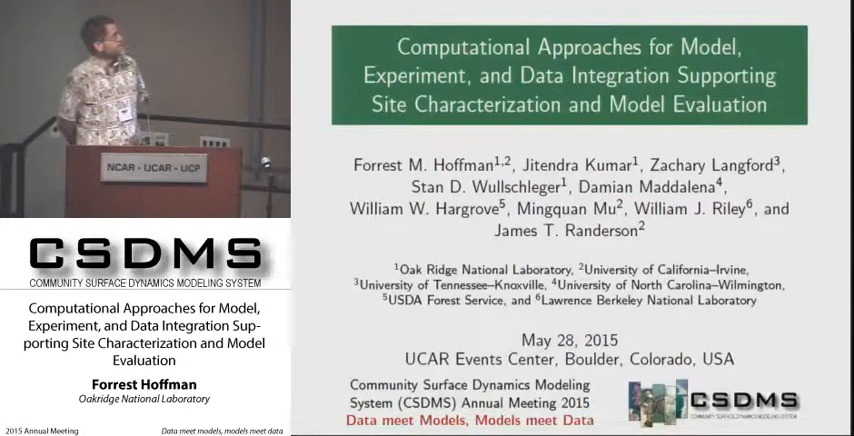 NCAR • UCAR • UCP
CSDMS
COMMUNITY SURFACE DYNAMICS MODELING SYSTEM
Computational Approaches for Model,
Experiment, and Data Integration Sup-
porting Site Characterization and Model
Evaluation
Forrest Hoffman
Oakridge National Laboratory
2015 Annual Meeting
Data meet models, models meet data
Computational Approaches for Model,
Experiment, and Data Integration Supporting
Site Characterization and Model Evaluation
Forrest M. Hoffman1,2, Jitendra Kumar1, Zachary Langford3,
Stan D. Wullschleger1, Damian Maddalena4,
William W. Hargrove5, Mingquan Mu2, William J. Riley6, and
James T. Randerson2
1Oak Ridge National Laboratory, 2University of California–Irvine,
3University of Tennessee–Knoxville, 4University of North Carolina–Wilmington,
5USDA Forest Service, and 6Lawrence Berkeley National Laboratory
May 28, 2015
UCAR Events Center, Boulder, Colorado, USA
Community Surface Dynamics Modeling
System (CSDMS) Annual Meeting 2015
Data meet Models, Models meet Data
CSDMS
COMMUNITY SURFACE DYNAMICS MODELING SYSTEM